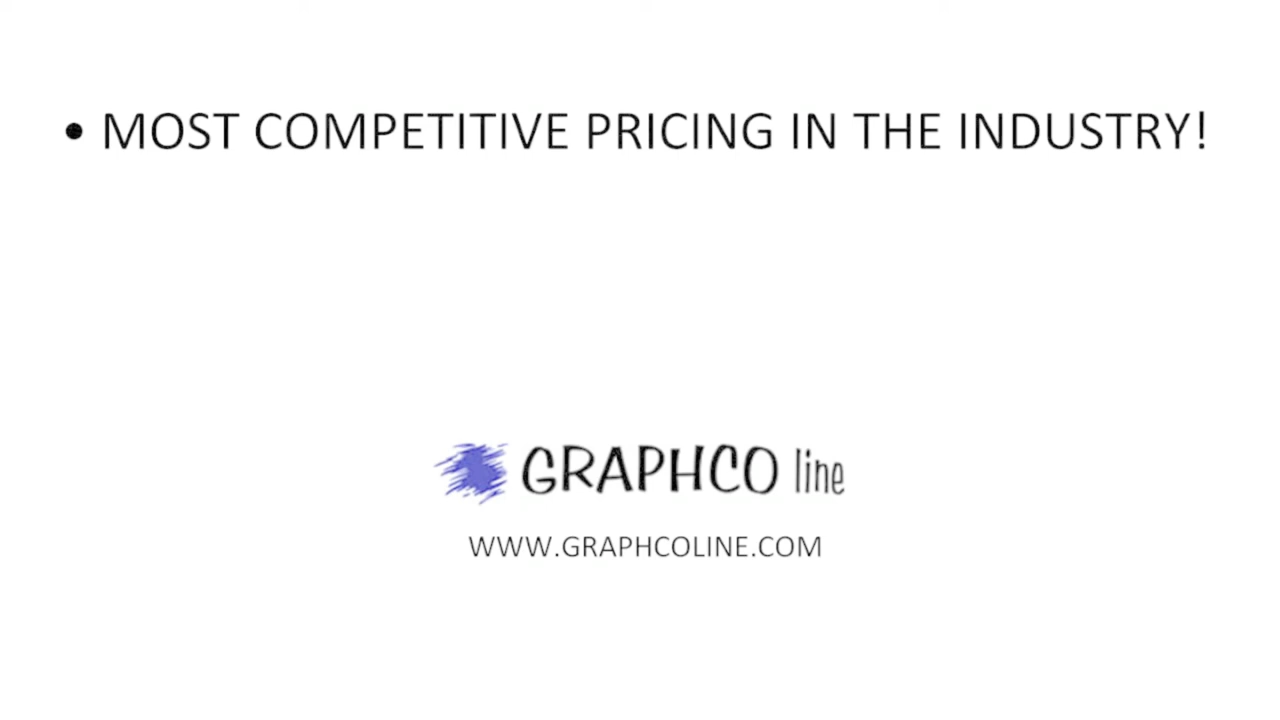 • MOST COMPETITIVE PRICING IN THE INDUSTRY!
GRAPHCO line
WWW.GRAPHCOLINE.COM